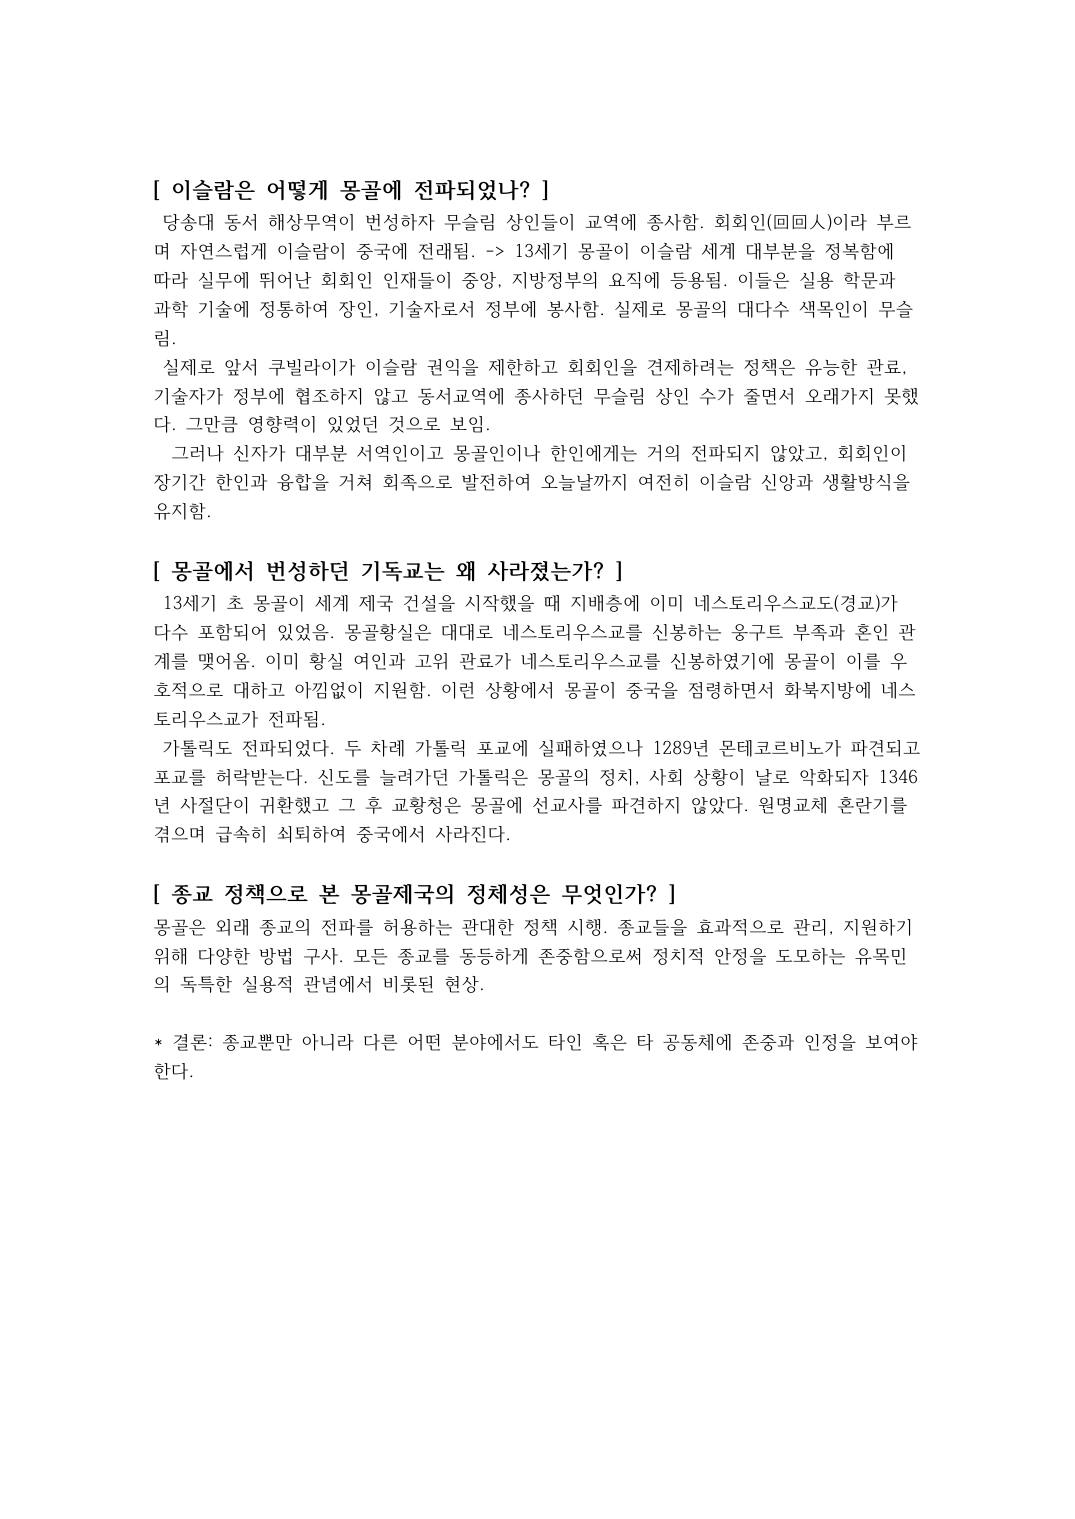 [ 이슬람은 어떻게 몽골에 전파되었나? ]
당송대 동서 해상무역이 번성하자 무슬림 상인들이 교역에 종사함. 회회인(回回人)이라 부르
며 자연스럽게 이슬람이 중국에 전래됨. -> 13세기 몽골이 이슬람 세계 대부분을 정복함에
따라 실무에 뛰어난 회회인 인재들이 중앙, 지방정부의 요직에 등용됨. 이들은 실용 학문과
과학 기술에 정통하여 장인, 기술자로서 정부에 봉사함. 실제로 몽골의 대다수 색목인이 무슬
림.
실제로 앞서 쿠빌라이가 이슬람 권익을 제한하고 회회인을 견제하려는 정책은 유능한 관료,
기술자가 정부에 협조하지 않고 동서교역에 종사하던 무슬림 상인 수가 줄면서 오래가지 못했
다. 그만큼 영향력이 있었던 것으로 보임.
그러나 신자가 대부분 서역인이고 몽골인이나 한인에게는 거의 전파되지 않았고, 회회인이
장기간 한인과 융합을 거쳐 회족으로 발전하여 오늘날까지 여전히 이슬람 신앙과 생활방식을
유지함.
[ 몽골에서 번성하던 기독교는 왜 사라졌는가? ]
13세기 초 몽골이 세계 제국 건설을 시작했을 때 지배층에 이미 네스토리우스교도(경교)가
다수 포함되어 있었음. 몽골황실은 대대로 네스토리우스교를 신봉하는 웅구트 부족과 혼인 관
계를 맺어옴. 이미 황실 여인과 고위 관료가 네스토리우스교를 신봉하였기에 몽골이 이를 우
호적으로 대하고 아낌없이 지원함. 이런 상황에서 몽골이 중국을 점령하면서 화북지방에 네스
토리우스교가 전파됨.
가톨릭도 전파되었다. 두 차례 가톨릭 포교에 실패하였으나 1289년 몬테코르비노가 파견되고
포교를 허락받는다. 신도를 늘려가던 가톨릭은 몽골의 정치, 사회 상황이 날로 악화되자 1346
년 사절단이 귀환했고 그 후 교황청은 몽골에 선교사를 파견하지 않았다. 원명교체 혼란기를
겪으며 급속히 쇠퇴하여 중국에서 사라진다.
[ 종교 정책으로 본 몽골제국의 정체성은 무엇인가? ]
몽골은 외래 종교의 전파를 허용하는 관대한 정책 시행. 종교들을 효과적으로 관리, 지원하기
위해 다양한 방법 구사. 모든 종교를 동등하게 존중함으로써 정치적 안정을 도모하는 유목민
의 독특한 실용적 관념에서 비롯된 현상.
* 결론: 종교뿐만 아니라 다른 어떤 분야에서도 타인 혹은 타 공동체에 존중과 인정을 보여야
한다.